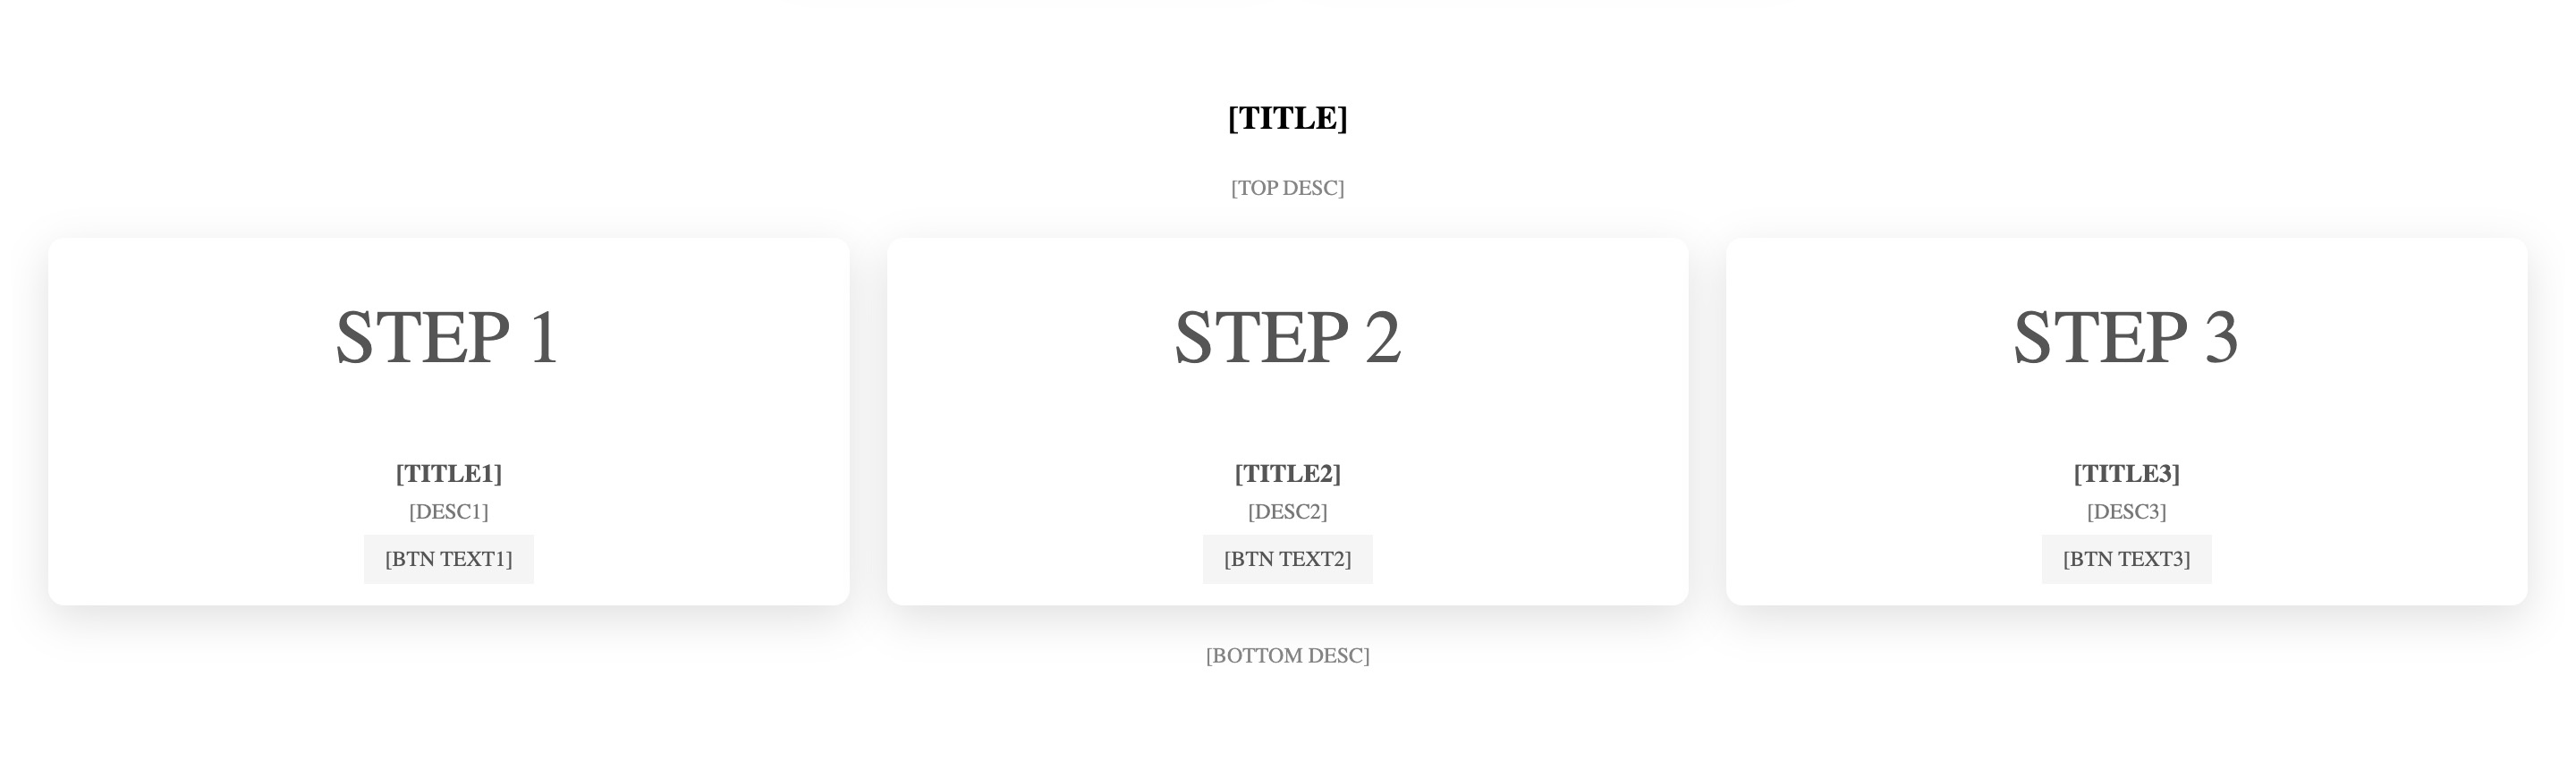 [TITLE]
[TOP DESC]
STEP 1
[TITLE1]
[DESC1]
[BTN TEXT1]
STEP 2
[TITLE2]
[DESC2]
[BTN TEXT2]
STEP 3
[TITLE3]
[DESC3]
[BTN TEXT3]
[BOTTOM DESC]